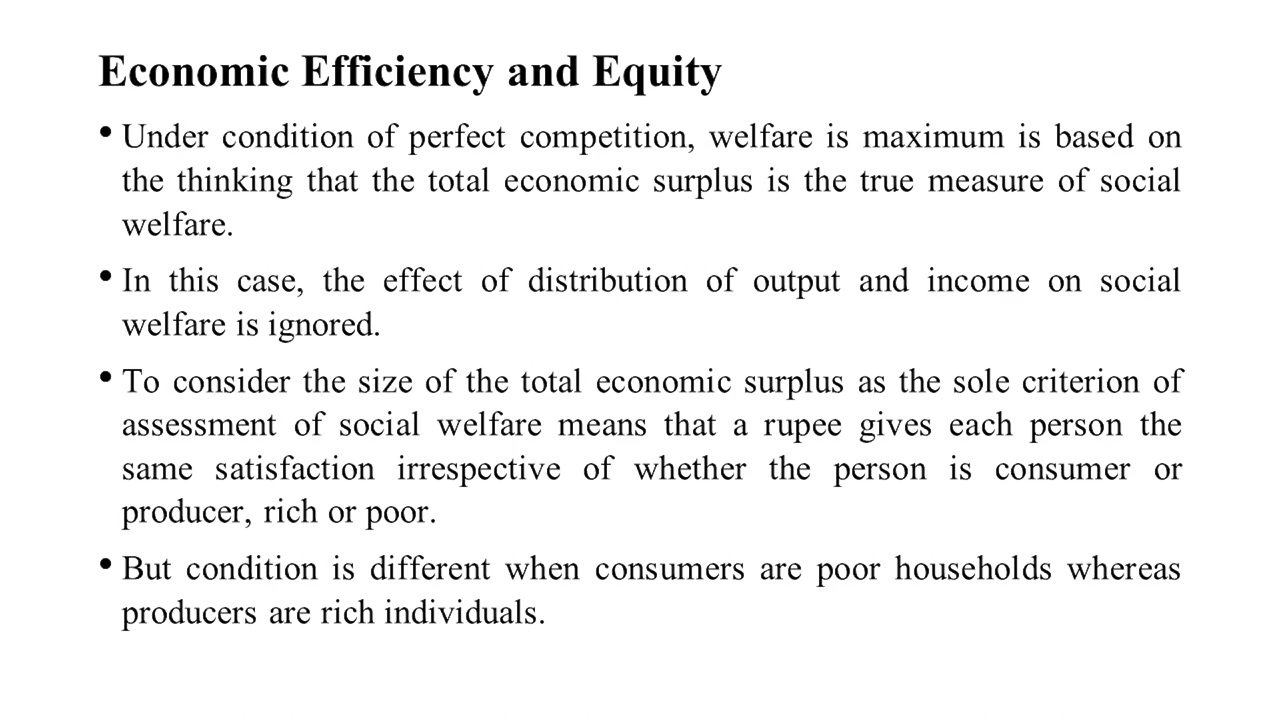 Economic Efficiency and Equity
• Under condition of perfect competition, welfare is maximum is based on
the thinking that the total economic surplus is the true measure of social
welfare.
• In this case, the effect of distribution of output and income on social
welfare is ignored.
• To consider the size of the total economic surplus as the sole criterion of
assessment of social welfare means that a rupee gives each person the
same satisfaction irrespective of whether the person is consumer or
producer, rich or poor.
• But condition is different when consumers are poor households whereas
producers are rich individuals.